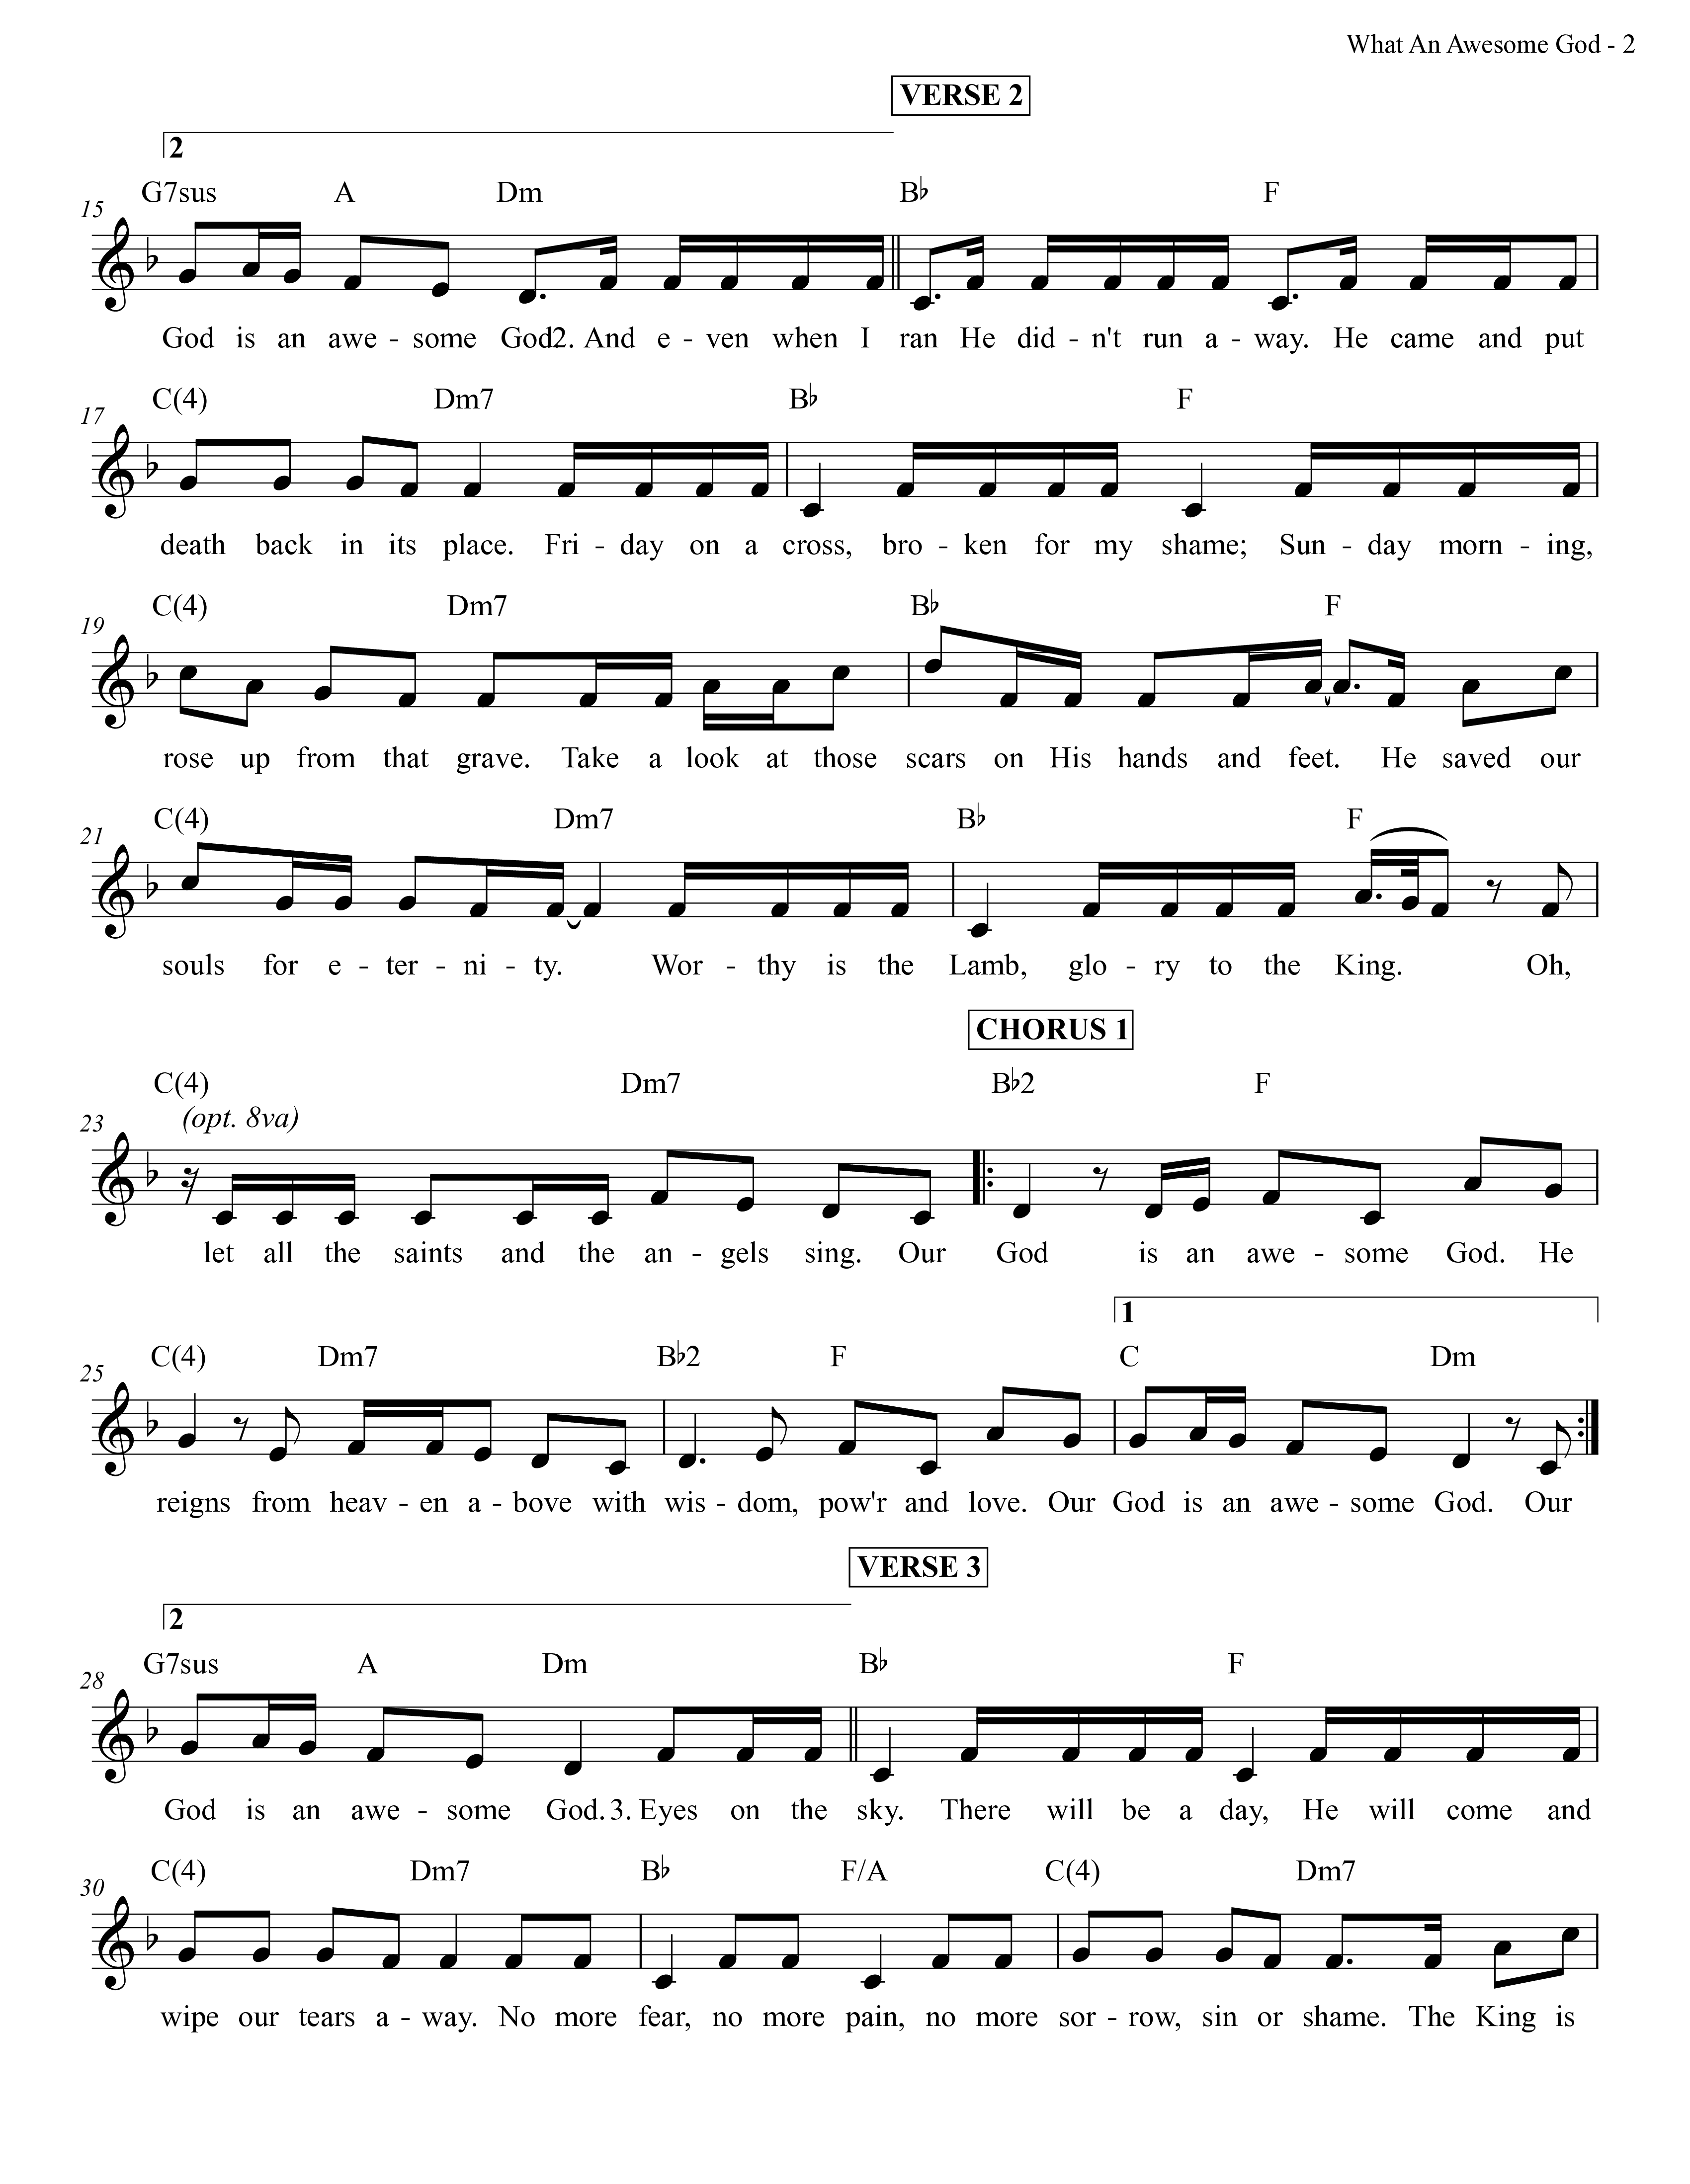 What An Awesome God - 2
VERSE 2
2
G7sus A Dm B♭ F
15
God is an awe - some God2. And e - ven when I ran He did - n't run a - way. He came and put
C(4) Dm7 B♭ F
17
death back in its place. Fri - day on a cross, bro - ken for my shame; Sun - day morn - ing,
C(4) Dm7 B♭ F
19
rose up from that grave. Take a look at those scars on His hands and feet. He saved our
C(4) Dm7 B♭ F
21
souls for e - ter - ni - ty. Wor - thy is the Lamb, glo - ry to the King. Oh,
CHORUS 1
C(4) Dm7 B♭2 F
(opt. 8va)
23
let all the saints and the an - gels sing. Our God is an awe - some God. He
1
C(4) Dm7 B♭2 F C Dm
25
reigns from heav - en a - bove with wis - dom, pow'r and love. Our God is an awe - some God. Our
VERSE 3
2
G7sus A Dm B♭ F
28
God is an awe - some God. 3. Eyes on the sky. There will be a day, He will come and
C(4) Dm7 B♭ F/A C(4) Dm7
30
wipe our tears a - way. No more fear, no more pain, no more sor - row, sin or shame. The King is